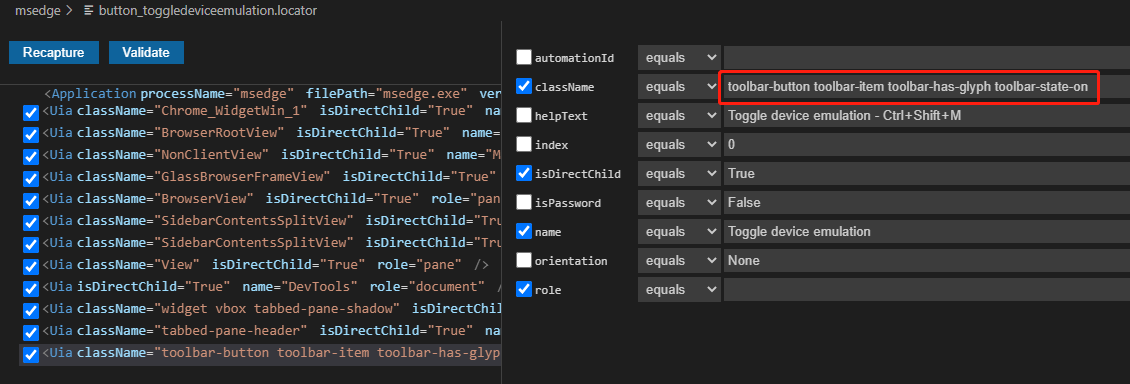 msedge > button_toggledeviceemulation.locator
Recapture Validate
<Application processName="msedge" filePath="msedge.exe" ver
<Uia className="Chrome_WidgetWin_1" isDirectChild="True" name=
<Uia className="BrowserRootView" isDirectChild="True" name=
<Uia className="NonClientView" isDirectChild="True" name="M
<Uia className="GlassBrowserFrameView" isDirectChild="True"
<Uia className="BrowserView" isDirectChild="True" role="pan
<Uia className="SidebarContentsSplitView" isDirectChild="Tru
<Uia className="SidebarContentsSplitView" isDirectChild="Tru
<Uia className="View" isDirectChild="True" role="pane" />
<Uia isDirectChild="True" name="DevTools" role="document" /
<Uia className="widget vbox tabbed-pane-shadow" isDirectChil
<Uia className="tabbed-pane-header" isDirectChild="True" na
<Uia className="toolbar-button toolbar-item toolbar-has-glyp
automationId equals
className equals toolbar-button toolbar-item toolbar-has-glyph toolbar-state-on
helpText equals Toggle device emulation - Ctrl+Shift+M
index equals 0
isDirectChild equals True
isPassword equals False
name equals Toggle device emulation
orientation equals None
role equals